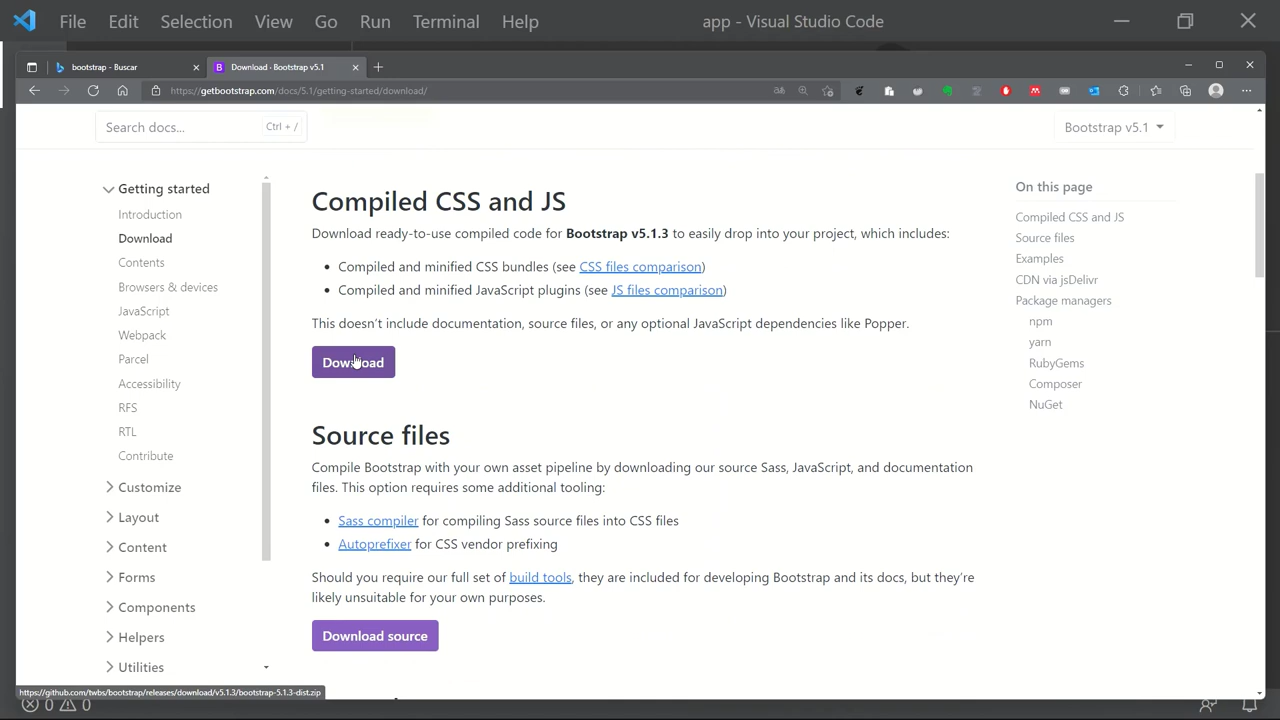 File Edit Selection View Go Run Terminal Help app - Visual Studio Code
bootstrap - Buscar
Download · Bootstrap v5.1
https://getbootstrap.com/docs/5.1/getting-started/download/
Search docs... Ctrl + /
Bootstrap v5.1
Getting started
Introduction
Download
Contents
Browsers & devices
JavaScript
Webpack
Parcel
Accessibility
RFS
RTL
Contribute
Customize
Layout
Content
Forms
Components
Helpers
Utilities
Compiled CSS and JS
Download ready-to-use compiled code for Bootstrap v5.1.3 to easily drop into your project, which includes:
• Compiled and minified CSS bundles (see CSS files comparison)
• Compiled and minified JavaScript plugins (see JS files comparison)
This doesn't include documentation, source files, or any optional JavaScript dependencies like Popper.
Download
Source files
Compile Bootstrap with your own asset pipeline by downloading our source Sass, JavaScript, and documentation
files. This option requires some additional tooling:
• Sass compiler for compiling Sass source files into CSS files
• Autoprefixer for CSS vendor prefixing
Should you require our full set of build tools, they are included for developing Bootstrap and its docs, but they're
likely unsuitable for your own purposes.
Download source
On this page
Compiled CSS and JS
Source files
Examples
CDN via jsDelivr
Package managers
npm
yarn
RubyGems
Composer
NuGet
https://github.com/twbs/bootstrap/releases/download/v5.1.3/bootstrap-5.1.3-dist.zip
0 0